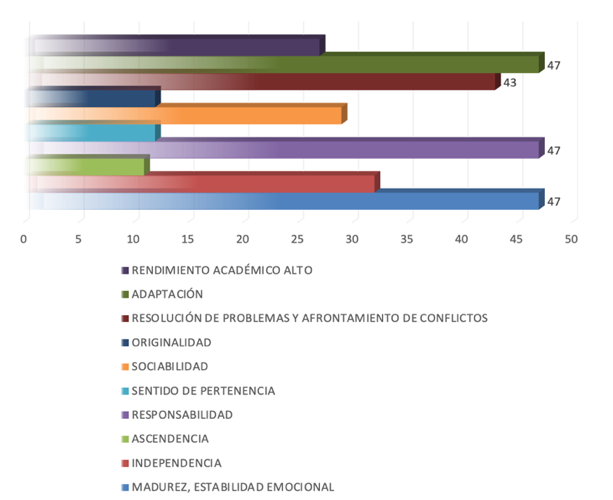 47
43
47
47
0 5 10 15 20 25 30 35 40 45 50
RENDIMIENTO ACADÉMICO ALTO
ADAPTACIÓN
RESOLUCIÓN DE PROBLEMAS Y AFRONTAMIENTO DE CONFLICTOS
ORIGINALIDAD
SOCIABILIDAD
SENTIDO DE PERTENENCIA
RESPONSABILIDAD
ASCENDENCIA
INDEPENDENCIA
MADUREZ, ESTABILIDAD EMOCIONAL